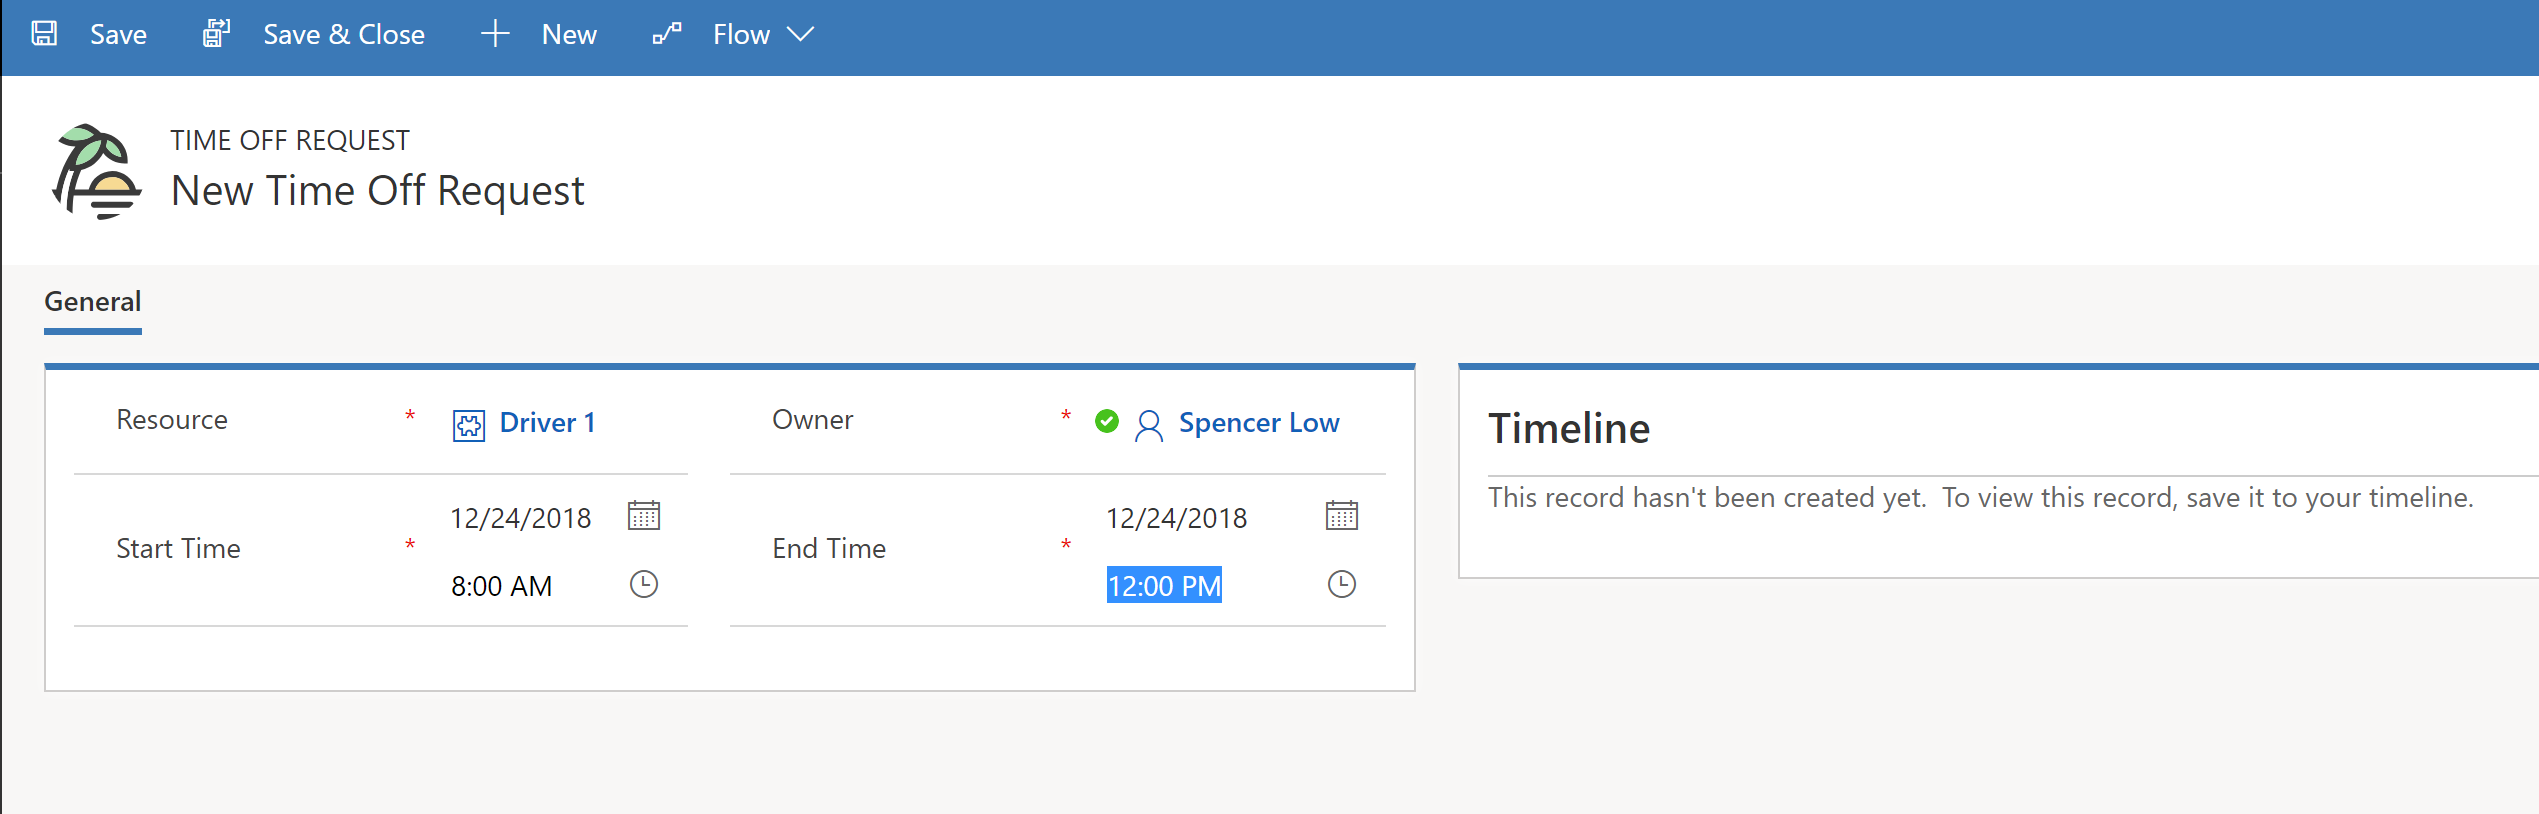 Save Save & Close New Flow
TIME OFF REQUEST
New Time Off Request
General
Resource * Driver 1 Owner * Spencer Low
Start Time * 12/24/2018 8:00 AM
End Time * 12/24/2018 12:00 PM
Timeline
This record hasn't been created yet. To view this record, save it to your timeline.